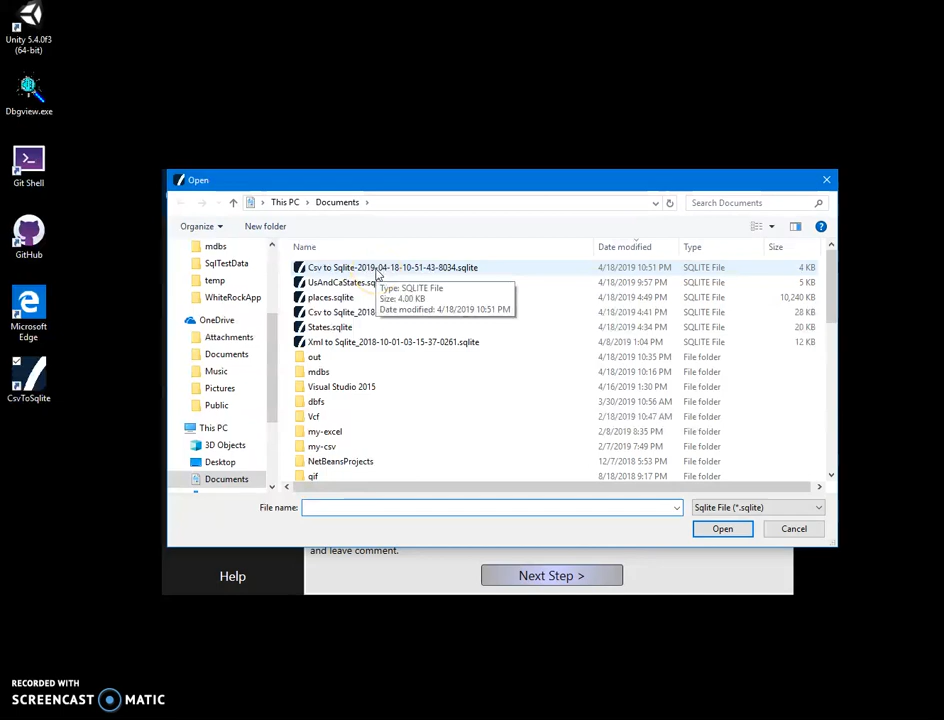 Unity 5.4.0f3
(64-bit)
Dbgview.exe
Git Shell
GitHub
Microsoft
Edge
CsvToSqlite
Open
This PC
Documents
Search Documents
Organize
New folder
mdbs
SqlTestData
temp
WhiteRockApp
OneDrive
Attachments
Documents
Music
Pictures
Public
This PC
3D Objects
Desktop
Documents
Name Date modified Type Size
Csv to Sqlite-2019-04-18-10-51-43-8034.sqlite 4/18/2019 10:51 PM SQLITE File 4 KB
UsAndCaStates.sq 4/18/2019 9:57 PM SQLITE File 28 KB
places.sqlite 4/18/2019 4:49 PM SQLITE File 10,240 KB
Csv to Sqlite_2018 4/18/2019 4:41 PM SQLITE File 28 KB
States.sqlite 4/18/2019 4:34 PM SQLITE File 20 KB
Xml to Sqlite_2018-10-01-03-15-37-0261.sqlite 4/8/2019 1:04 PM SQLITE File 12 KB
out 4/18/2019 10:35 PM File folder
mdbs 4/18/2019 10:16 PM File folder
Visual Studio 2015 4/16/2019 1:30 PM File folder
dbfs 3/30/2019 10:56 AM File folder
Vcf 2/18/2019 10:47 AM File folder
my-excel 2/8/2019 8:35 PM File folder
my-csv 2/7/2019 7:49 PM File folder
NetBeansProjects 12/7/2018 5:53 PM File folder
gif 8/18/2018 9:17 PM File folder
Type: SQLITE File
Size: 4.00 KB
Date modified: 4/18/2019 10:51 PM
File name:
Sqlite File (*.sqlite)
Open
Cancel
and leave comment.
Help
Next Step >
RECORDED WITH
SCREENCAST MATIC